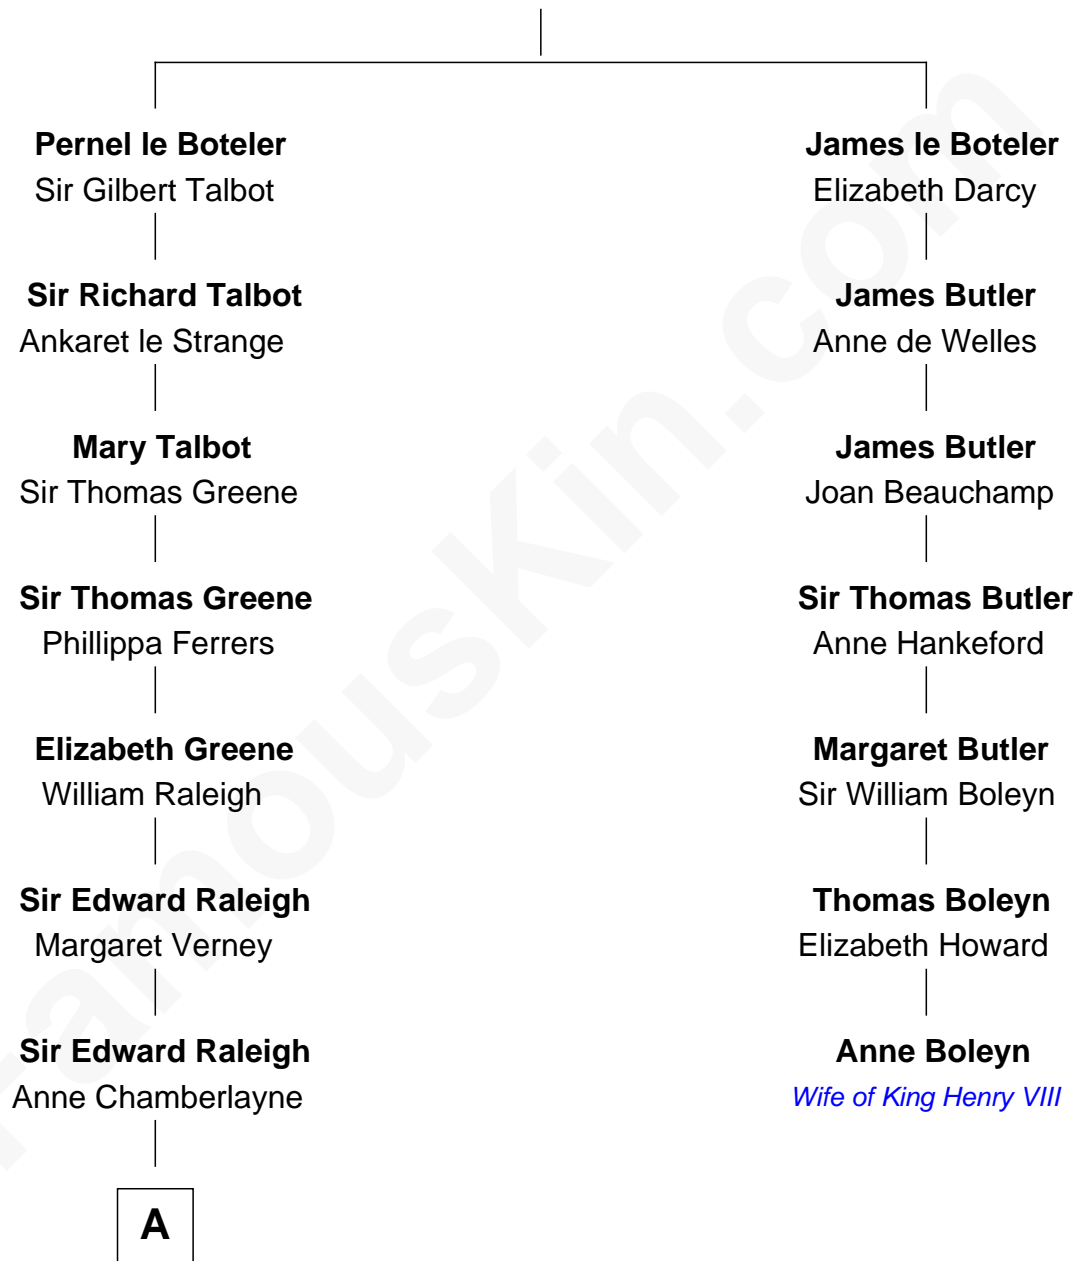 Pernel le Boteler
Sir Gilbert Talbot
Sir Richard Talbot
Ankaret le Strange
Mary Talbot
Sir Thomas Greene
Sir Thomas Greene
Phillippa Ferrers
Elizabeth Greene
William Raleigh
Sir Edward Raleigh
Margaret Verney
Sir Edward Raleigh
Anne Chamberlayne
A
James le Boteler
Elizabeth Darcy
James Butler
Anne de Welles
James Butler
Joan Beauchamp
Sir Thomas Butler
Anne Hankeford
Margaret Butler
Sir William Boleyn
Thomas Boleyn
Elizabeth Howard
Anne Boleyn
Wife of King Henry VIII
FamousKin.com